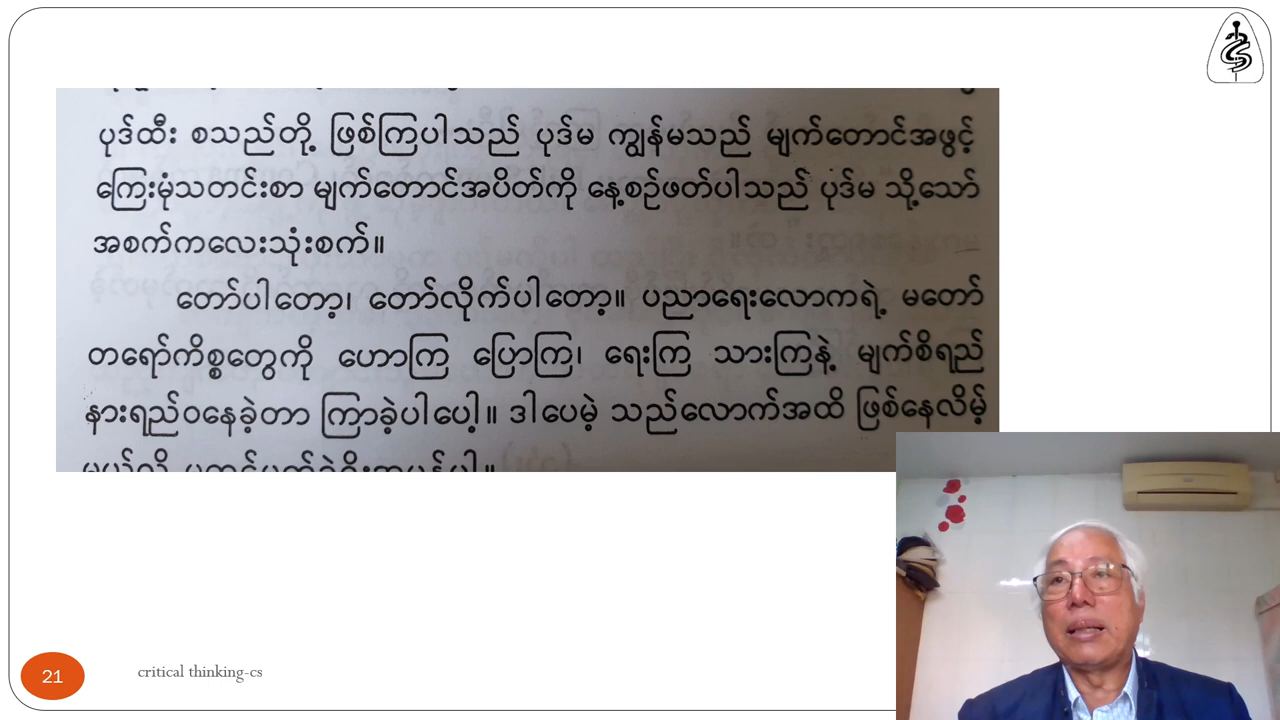 ပုဒ်ထီး စသည်တို့ ဖြစ်ကြပါသည် ပုဒ်မ ကျွန်မသည် မျက်တောင်အဖွင့်
ကြေးမုံသတင်းစာ မျက်တောင်အပိတ်ကို နေ့စဉ်ဖတ်ပါသည် ပုဒ်မ သို့သော်
အစက်ကလေးသုံးစက်။
တော်ပါတော့၊ တော်လိုက်ပါတော့။ ပညာရေးလောကရဲ့ မတော်
တရော်ကိစ္စတွေကို ဟောကြ ပြောကြ၊ ရေးကြ သားကြနဲ့ မျက်စိရည်
နားရည်ဝနေခဲ့တာ ကြာခဲ့ပါပေါ့။ ဒါပေမဲ့ သည်လောက်အထိ ဖြစ်နေလိမ့်
21
critical thinking-cs